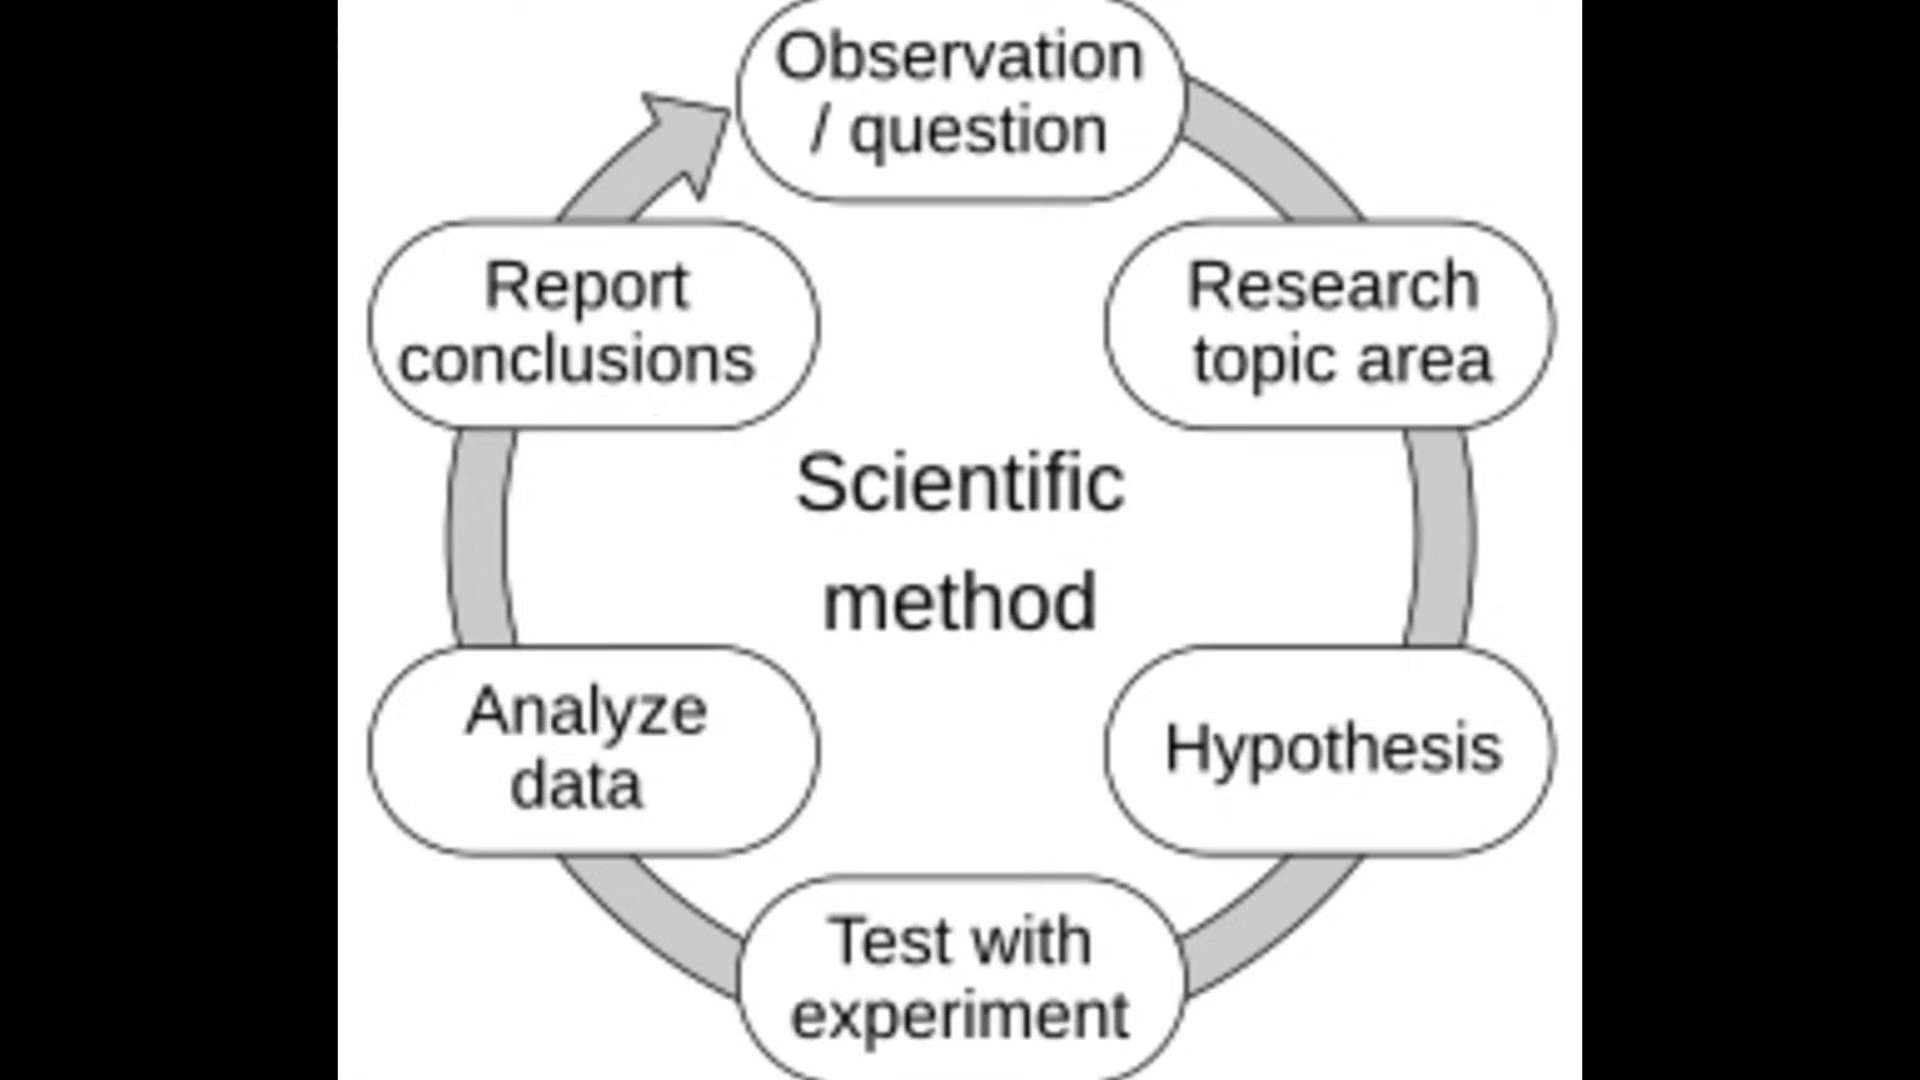 Observation
/ question
Research
topic area
Hypothesis
Test with
experiment
Analyze
data
Report
conclusions
Scientific
method